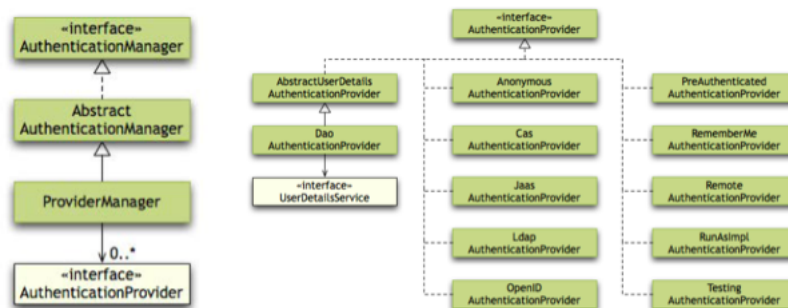 «interface»
AuthenticationManager
Abstract
AuthenticationManager
ProviderManager
0..*
«interface»
AuthenticationProvider
«interface»
AuthenticationProvider
AbstractUserDetails
AuthenticationProvider
Dao
AuthenticationProvider
«interface»
UserDetailsService
Anonymous
AuthenticationProvider
Cas
AuthenticationProvider
Jaas
AuthenticationProvider
Ldap
AuthenticationProvider
OpenID
AuthenticationProvider
PreAuthenticated
AuthenticationProvider
RememberMe
AuthenticationProvider
Remote
AuthenticationProvider
RunAsImpl
AuthenticationProvider
Testing
AuthenticationProvider